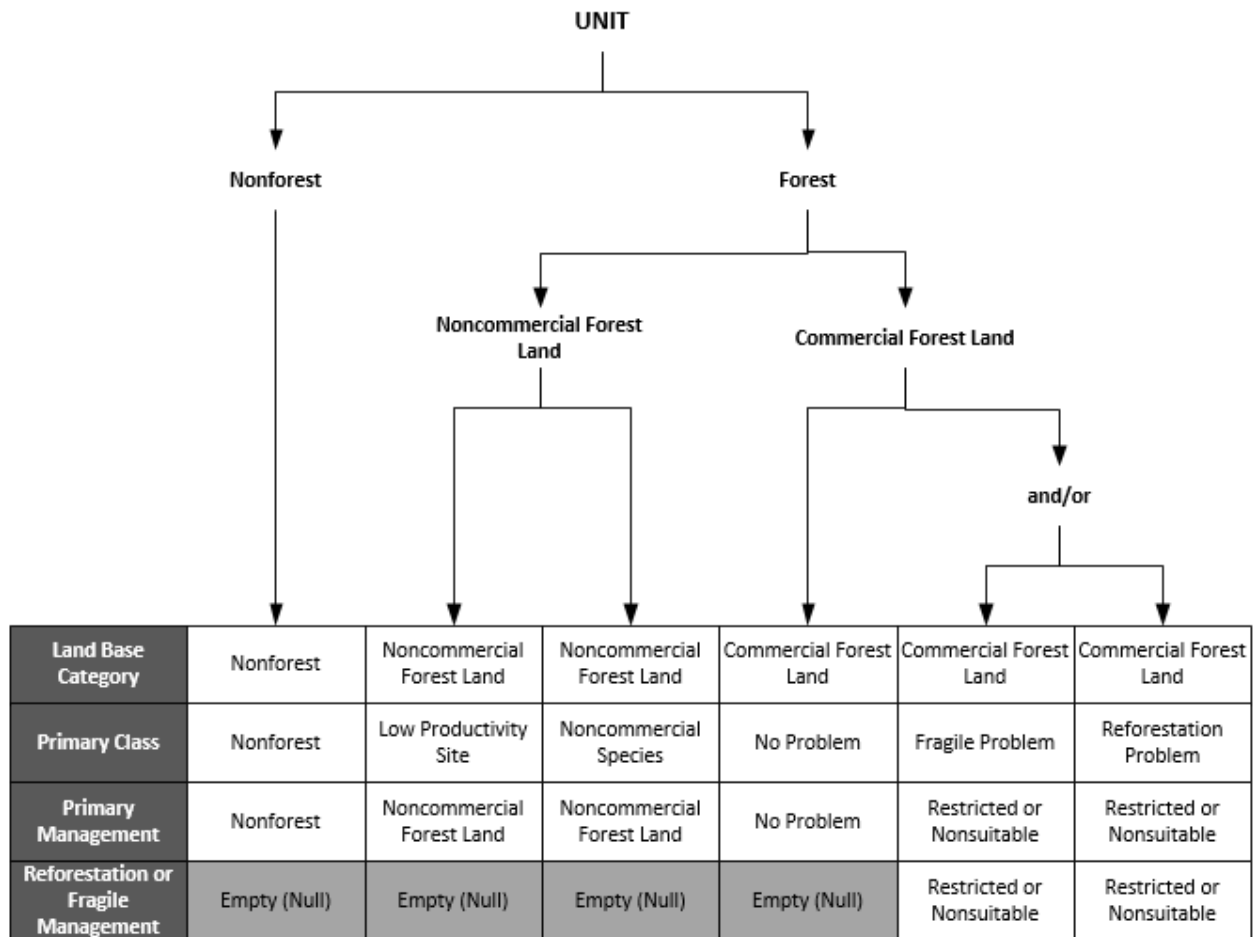 UNIT
Nonforest
Forest
Noncommercial Forest
Land
Commercial Forest Land
and/or
Land Base
Category
Nonforest
Noncommercial
Forest Land
Noncommercial
Forest Land
Commercial Forest
Land
Commercial Forest
Land
Commercial Forest
Land
Primary Class
Nonforest
Low Productivity
Site
Noncommercial
Species
No Problem
Fragile Problem
Reforestation
Problem
Primary
Management
Nonforest
Noncommercial
Forest Land
Noncommercial
Forest Land
No Problem
Restricted or
Nonsuitable
Restricted or
Nonsuitable
Reforestation or
Fragile
Management
Empty (Null)
Empty (Null)
Empty (Null)
Empty (Null)
Restricted or
Nonsuitable
Restricted or
Nonsuitable